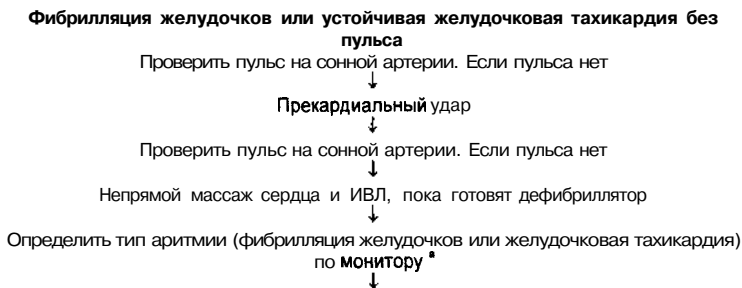 Фибрилляция желудочков или устойчивая желудочковая тахикардия без
пульса
Проверить пульс на сонной артерии. Если пульса нет
↓
Прекардиальный удар
↓
Проверить пульс на сонной артерии. Если пульса нет
↓
Непрямой массаж сердца и ИВЛ, пока готовят дефибриллятор
↓
Определить тип аритмии (фибрилляция желудочков или желудочковая тахикардия)
по монитору ª
↓